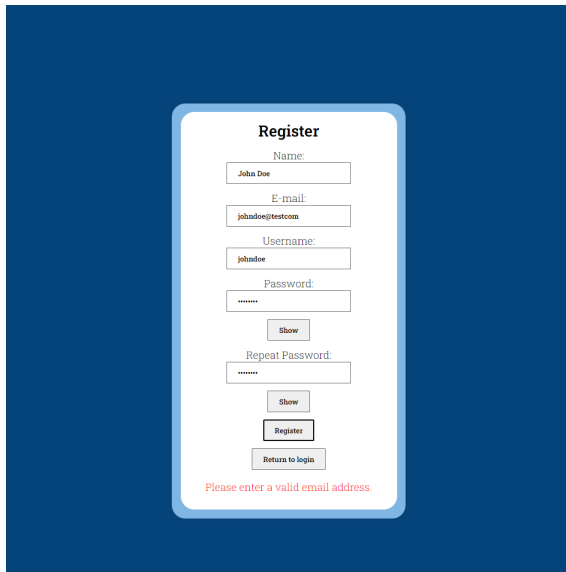 Register
Name:
John Doe
E-mail:
johndoe@testcom
Username:
johndoe
Password:
••••••••
Show
Repeat Password:
••••••••
Show
Register
Return to login
Please enter a valid email address.